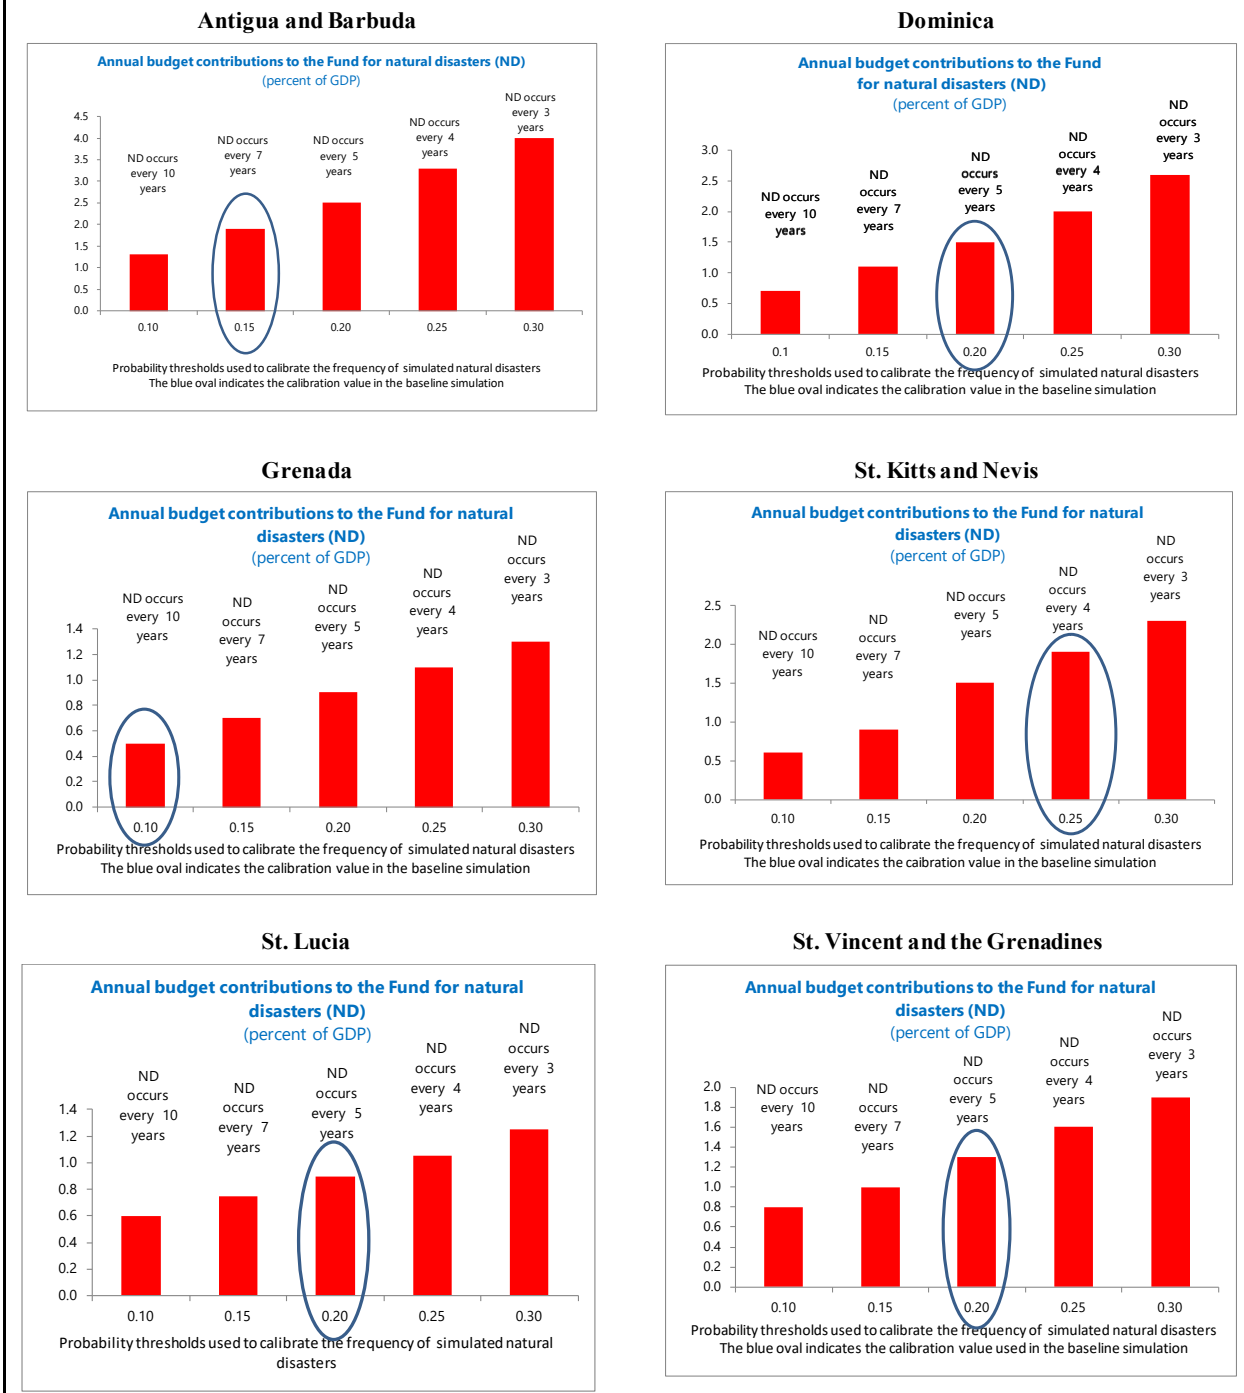 Antigua and Barbuda
Annual budget contributions to the Fund for natural disasters (ND)
(percent of GDP)
ND occurs
every 10
years
ND occurs
every 7
years
ND occurs
every 5
years
ND occurs
every 4
years
ND occurs
every 3
years
4.5
4.0
3.5
3.0
2.5
2.0
1.5
1.0
0.5
0.0
0.10
0.15
0.20
0.25
0.30
Probability thresholds used to calibrate the frequency of simulated natural disasters
The blue oval indicates the calibration value in the baseline simulation
Dominica
Annual budget contributions to the Fund
for natural disasters (ND)
(percent of GDP)
ND occurs
every 10
years
ND
occurs
every 7
years
ND
occurs
every 5
years
ND
occurs
every 4
years
ND
occurs
every 3
years
3.0
2.5
2.0
1.5
1.0
0.5
0.0
0.1
0.15
0.20
0.25
0.30
Probability thresholds used to calibrate the frequency of simulated natural disasters
The blue oval indicates the calibration value in the baseline simulation
Grenada
Annual budget contributions to the Fund for natural
disasters (ND)
(percent of GDP)
ND occurs
every 10
years
ND
occurs
every 7
years
ND
occurs
every 5
years
ND
occurs
every 4
years
ND
occurs
every 3
years
1.4
1.2
1.0
0.8
0.6
0.4
0.2
0.0
0.10
0.15
0.20
0.25
0.30
Probability thresholds used to calibrate the frequency of simulated natural disasters
The blue oval indicates the calibration value in the baseline simulation
St. Kitts and Nevis
Annual budget contributions to the Fund for natural
disasters (ND)
(percent of GDP)
ND occurs
every 10
years
ND
occurs
every 7
years
ND occurs
every 5
years
ND
occurs
every 4
years
ND
occurs
every 3
years
2.5
2.0
1.5
1.0
0.5
0.0
0.10
0.15
0.20
0.25
0.30
Probability thresholds used to calibrate the frequency of simulated natural disasters
The blue oval indicates the caibration value in the baseline simulation
St. Lucia
Annual budget contributions to the Fund for natural
disasters (ND)
(percent of GDP)
ND
occurs
every 10
years
ND
occurs
every 7
years
ND
occurs
every 5
years
ND
occurs
every 4
years
ND
occurs
every 3
years
1.4
1.2
1.0
0.8
0.6
0.4
0.2
0.0
0.10
0.15
0.20
0.25
0.30
Probability thresholds used to calibrate the frequency of simulated natural
disasters
St. Vincent and the Grenadines
Annual budget contributions to the Fund for natural
disasters (ND)
(percent of GDP)
ND occurs
every 10
years
ND
occurs
every 7
years
ND
occurs
every 5
years
ND
occurs
every 4
years
ND
occurs
every 3
years
2.0
1.8
1.6
1.4
1.2
1.0
0.8
0.6
0.4
0.2
0.0
0.10
0.15
0.20
0.25
0.30
Probability thresholds used to calibrate the frequency of simulated natural disasters
The blue oval indicates the calibration value used in the baseline simulation